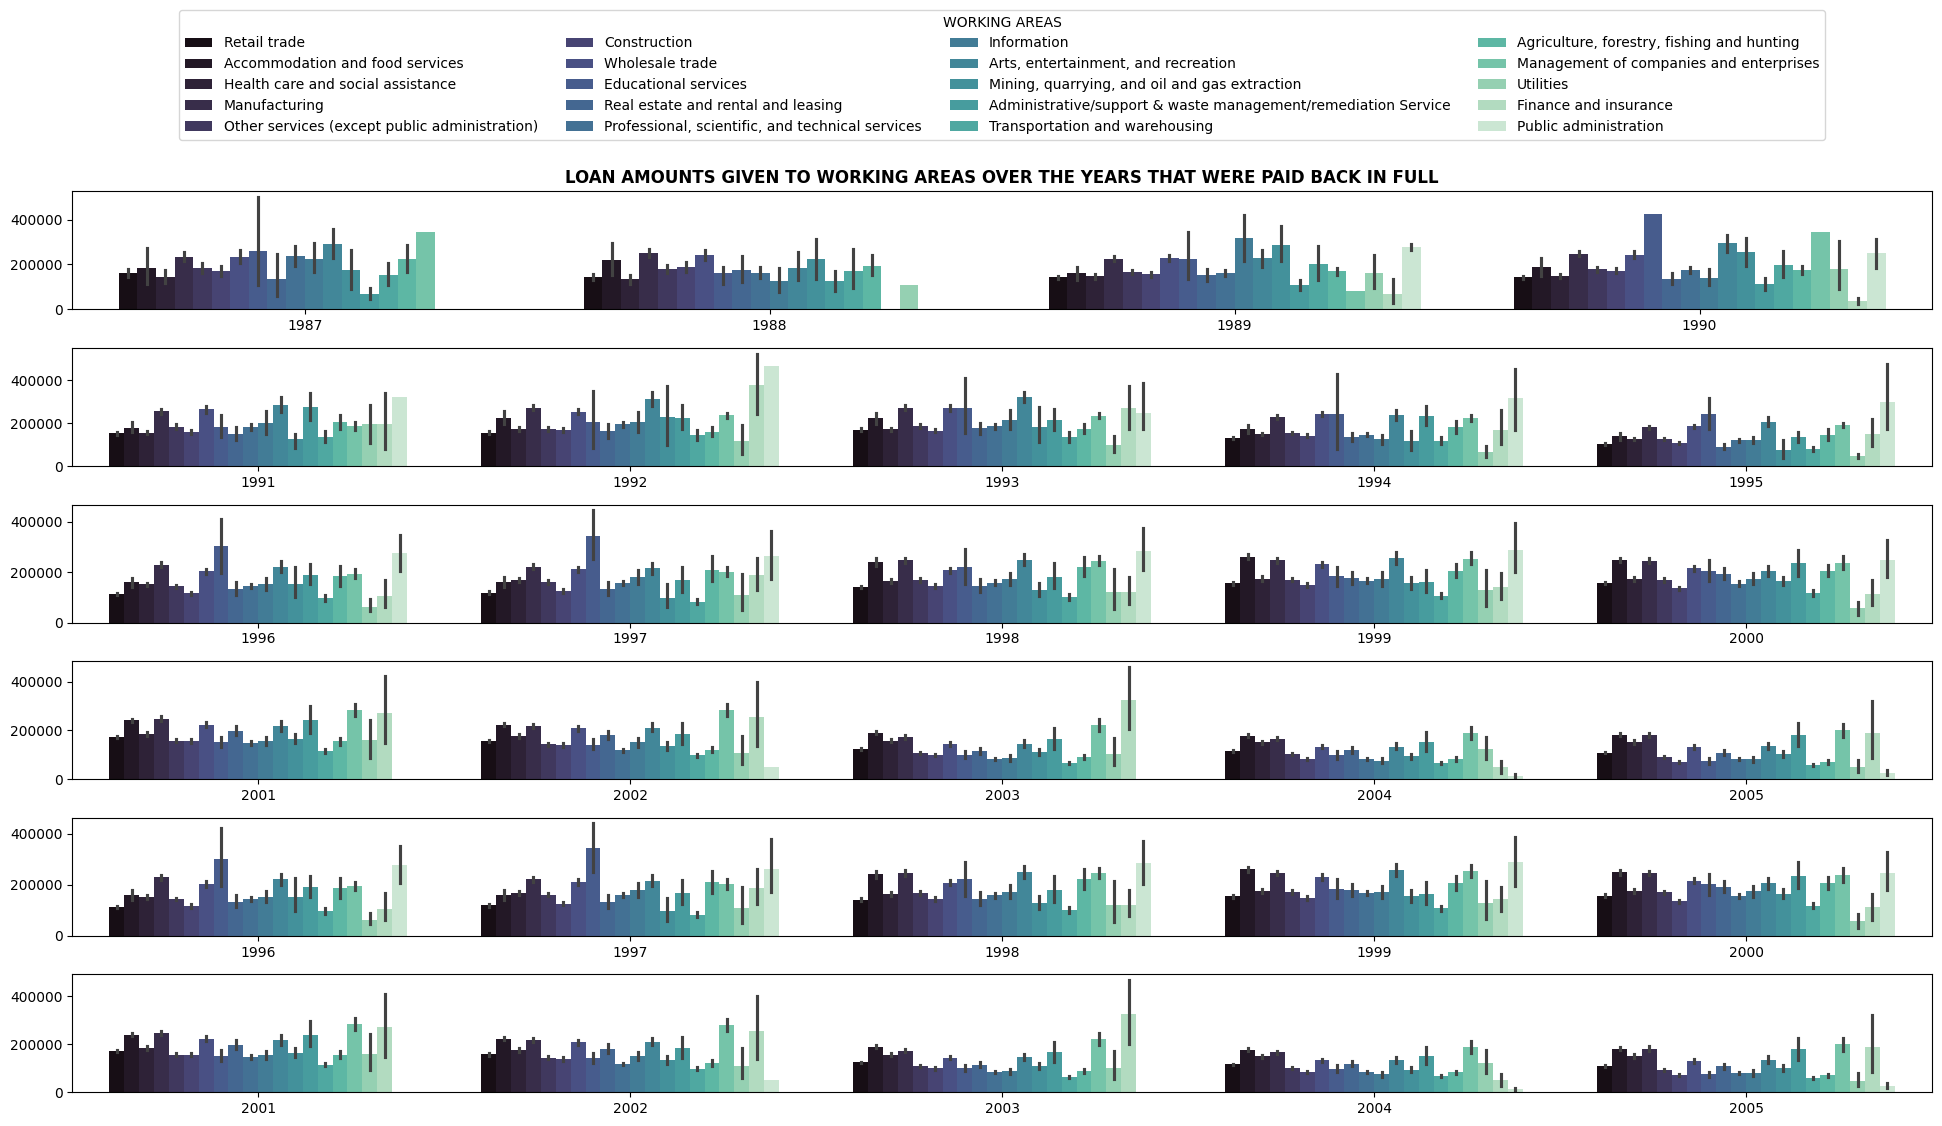 WORKING AREAS
Retail trade
Accommodation and food services
Health care and social assistance
Manufacturing
Other services (except public administration)
Construction
Wholesale trade
Educational services
Real estate and rental and leasing
Professional, scientific, and technical services
Information
Arts, entertainment, and recreation
Mining, quarrying, and oil and gas extraction
Administrative/support & waste management/remediation Service
Transportation and warehousing
Agriculture, forestry, fishing and hunting
Management of companies and enterprises
Utilities
Finance and insurance
Public administration
LOAN AMOUNTS GIVEN TO WORKING AREAS OVER THE YEARS THAT WERE PAID BACK IN FULL
400000
200000
0
1987 1988 1989 1990
400000
200000
0
1991 1992 1993 1994 1995
400000
200000
0
1996 1997 1998 1999 2000
400000
200000
0
2001 2002 2003 2004 2005
400000
200000
0
1996 1997 1998 1999 2000
400000
200000
0
2001 2002 2003 2004 2005